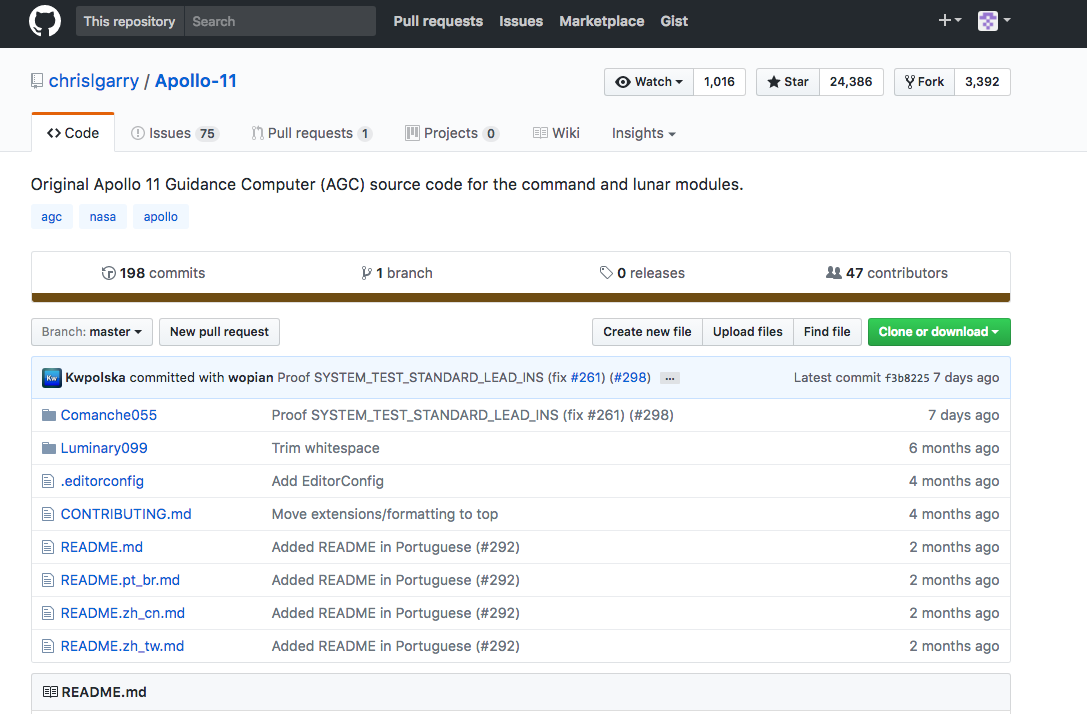 This repository Search Pull requests Issues Marketplace Gist
chrislgarry / Apollo-11 Watch 1,016 Star 24,386 Fork 3,392
Code Issues 75 Pull requests 1 Projects 0 Wiki Insights
Original Apollo 11 Guidance Computer (AGC) source code for the command and lunar modules.
agc nasa apollo
198 commits 1 branch 0 releases 47 contributors
Branch: master New pull request Create new file Upload files Find file Clone or download
Kw Kwpolska committed with wopian Proof SYSTEM_TEST_STANDARD_LEAD_INS (fix #261) (#298) … Latest commit f3b8225 7 days ago
Comanche055 Proof SYSTEM_TEST_STANDARD_LEAD_INS (fix #261) (#298) 7 days ago
Luminary099 Trim whitespace 6 months ago
.editorconfig Add EditorConfig 4 months ago
CONTRIBUTING.md Move extensions/formatting to top 4 months ago
README.md Added README in Portuguese (#292) 2 months ago
README.pt_br.md Added README in Portuguese (#292) 2 months ago
README.zh_cn.md Added README in Portuguese (#292) 2 months ago
README.zh_tw.md Added README in Portuguese (#292) 2 months ago
README.md